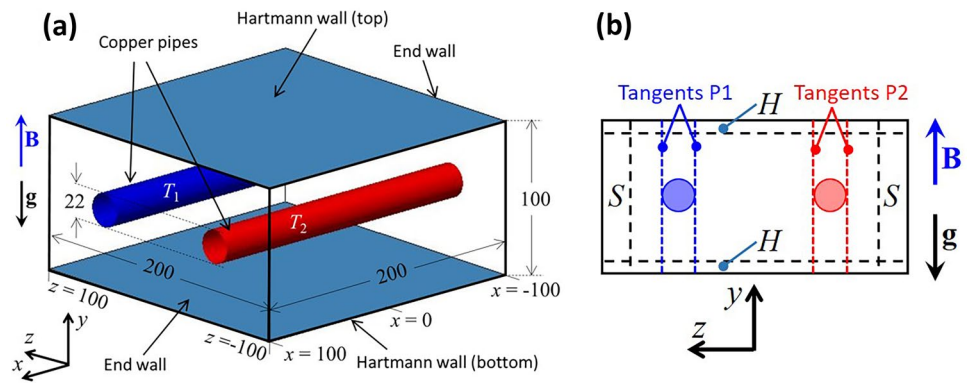 (a)
Hartmann wall (top)
Copper pipes
End wall
B
g
22
T1
T2
100
200
200
z = 100
z = -100
x = -100
x = 0
x = 100
y
z
x
End wall
Hartmann wall (bottom)
(b)
Tangents P1
H
Tangents P2
S
S
B
g
H
y
z